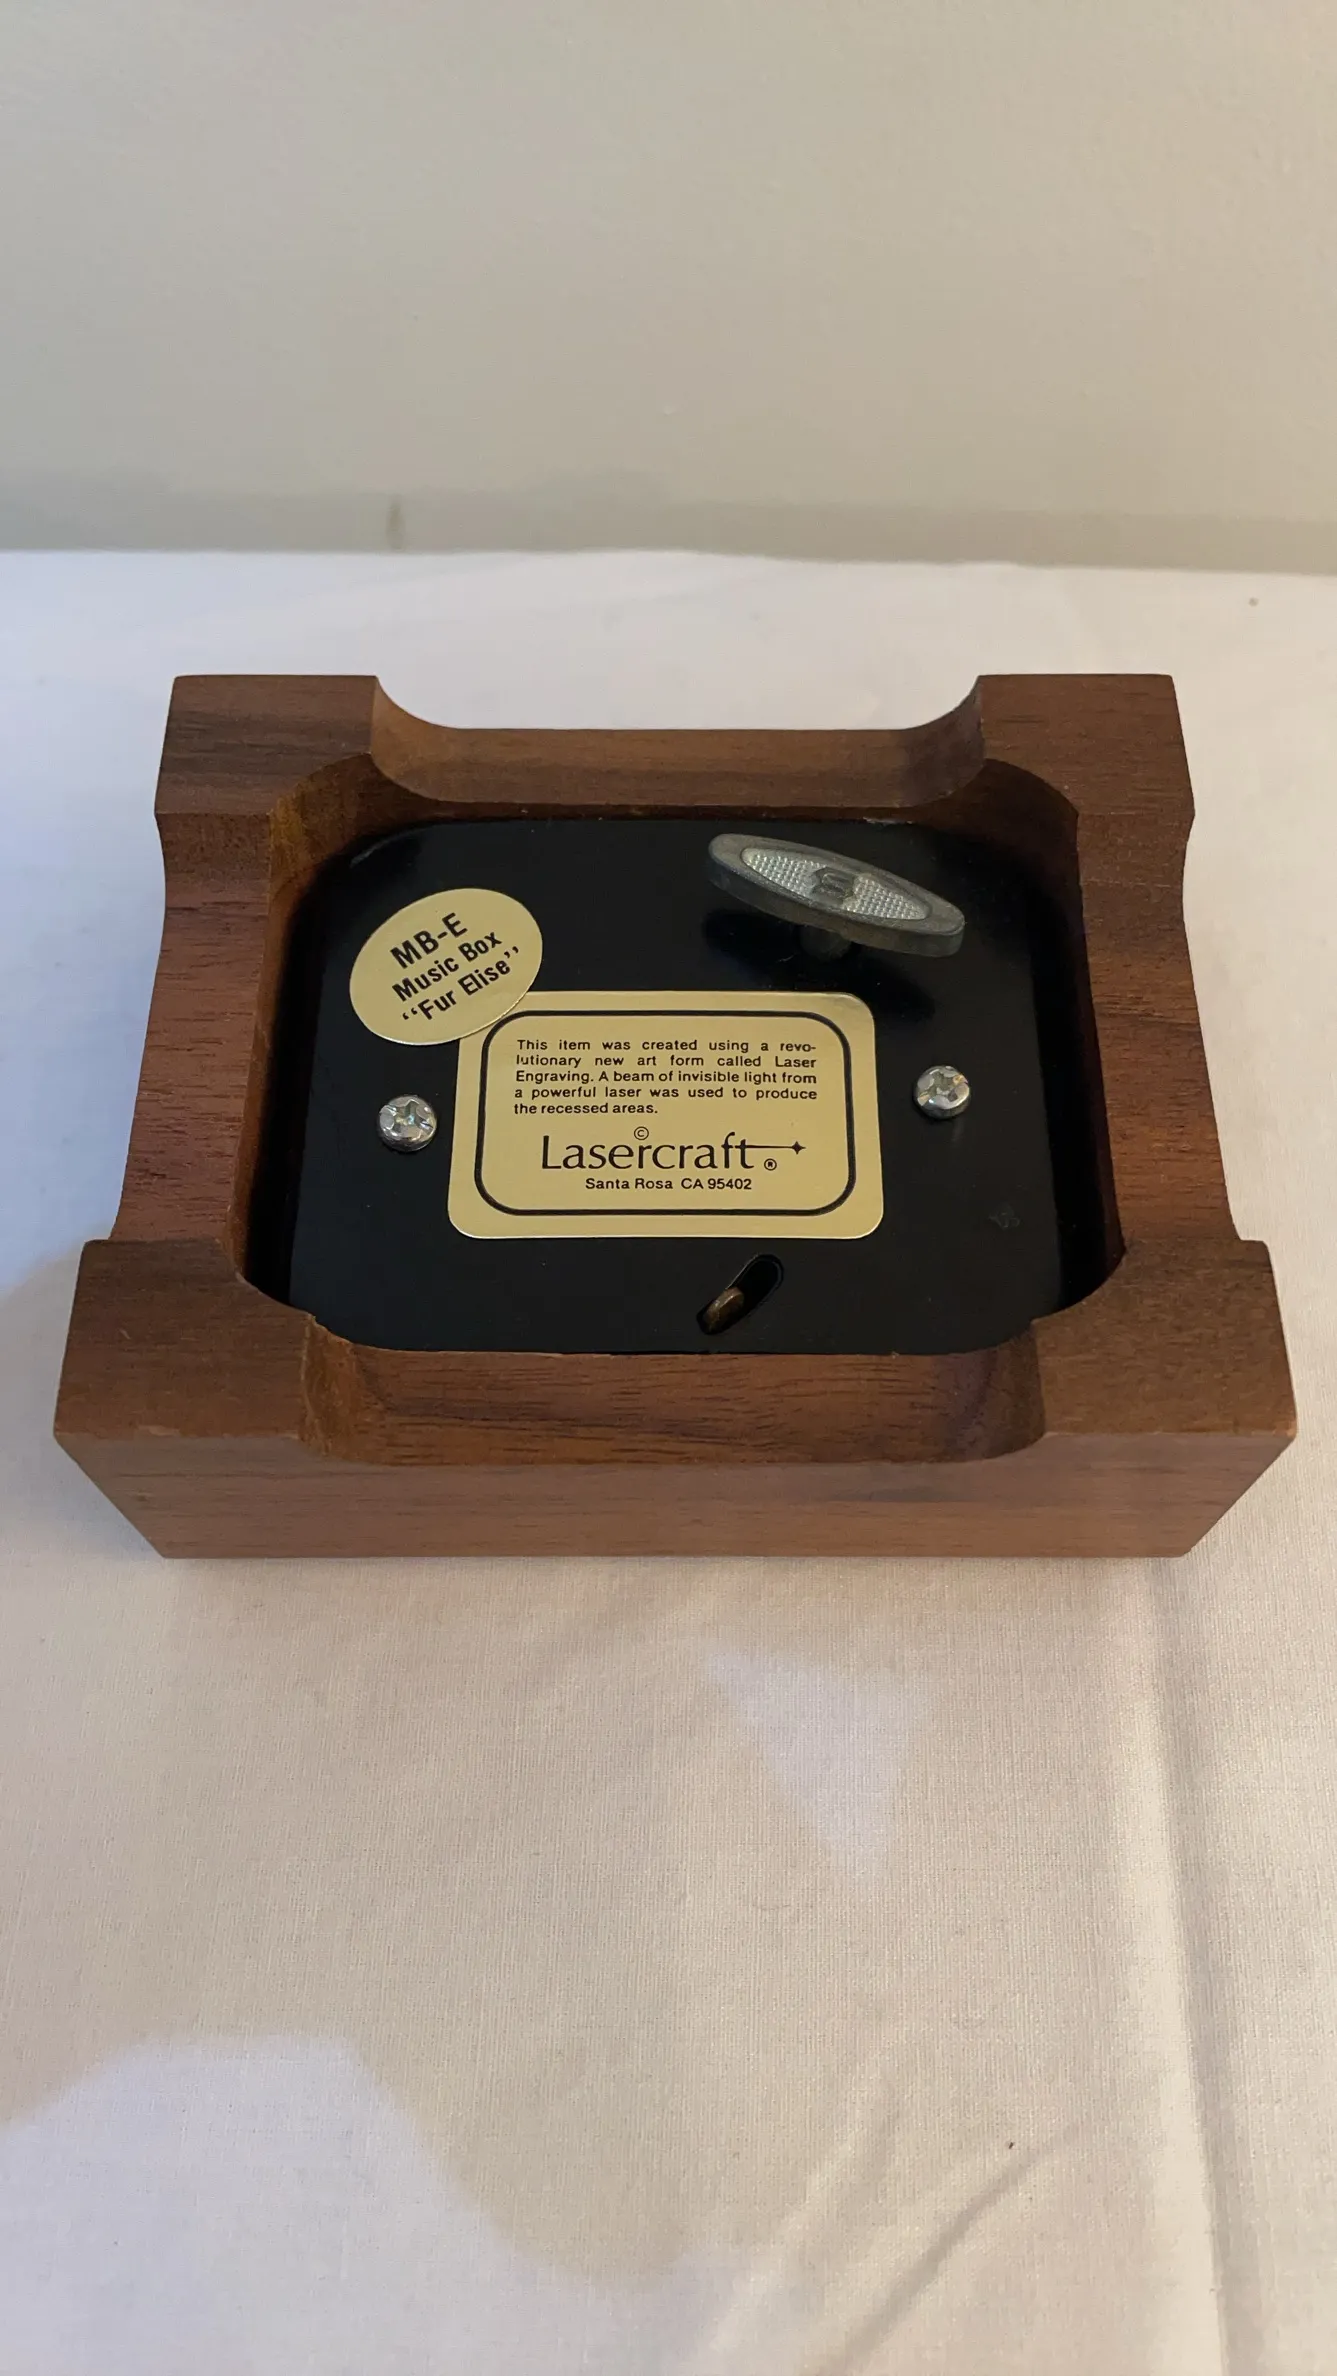 MB-E
Music Box
“Fur Elise”
This item was created using a revo-
lutionary new art form called Laser
Engraving. A beam of invisible light from
a powerful laser was used to produce
the recessed areas.
©
Lasercraft ®
Santa Rosa CA 95402